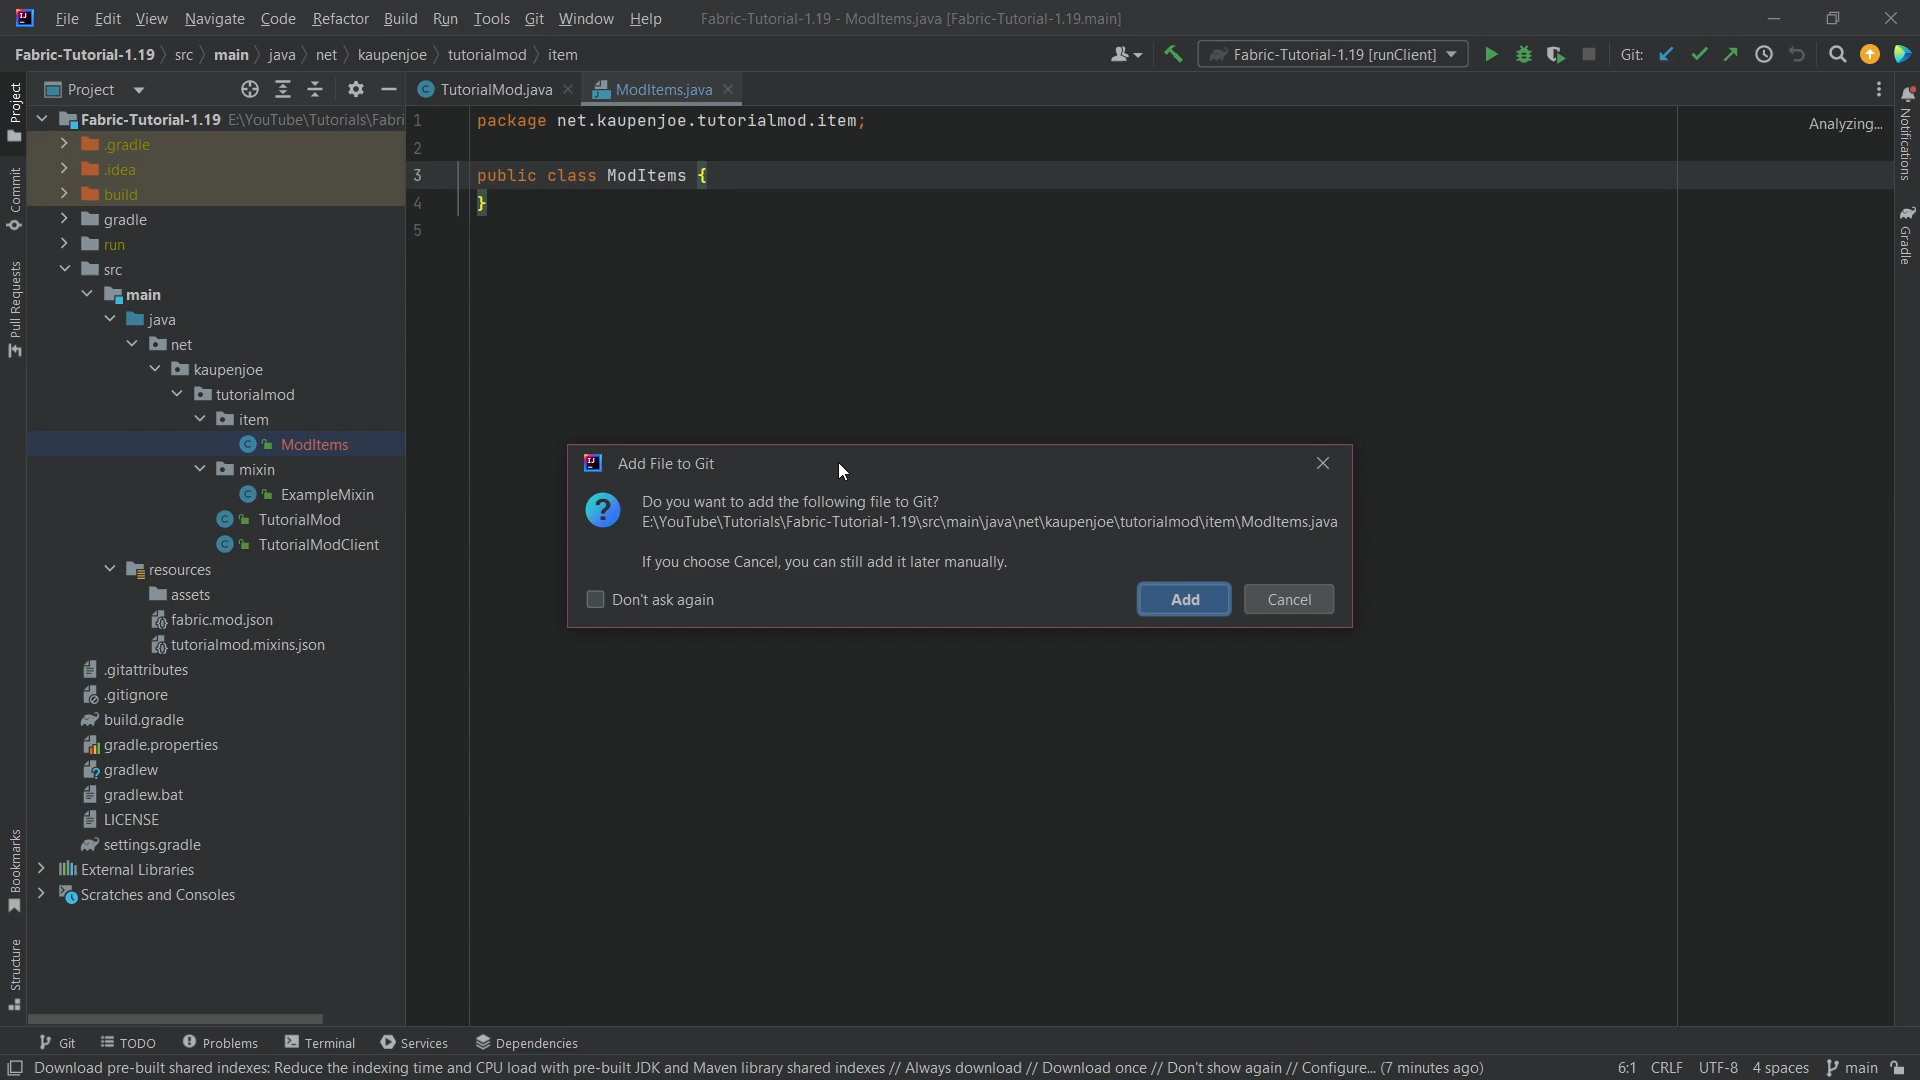 File Edit View Navigate Code Refactor Build Run Tools Git Window Help Fabric-Tutorial-1.19 - ModItems.java [Fabric-Tutorial-1.19.main]
Fabric-Tutorial-1.19 src main java net kaupenjoe tutorialmod item Fabric-Tutorial-1.19 [runClient] Git:
Project
Commit
Pull Requests
Bookmarks
Structure
Project
Fabric-Tutorial-1.19 E:\YouTube\Tutorials\Fabri
.gradle
.idea
build
gradle
run
src
main
java
net
kaupenjoe
tutorialmod
item
ModItems
mixin
ExampleMixin
TutorialMod
TutorialModClient
resources
assets
fabric.mod.json
tutorialmod.mixins.json
.gitattributes
.gitignore
build.gradle
gradle.properties
gradlew
gradlew.bat
LICENSE
settings.gradle
External Libraries
Scratches and Consoles
TutorialMod.java ModItems.java
1 package net.kaupenjoe.tutorialmod.item;
2
3 public class ModItems {
4 }
5
Analyzing...
Notifications
Gradle
Add File to Git
Do you want to add the following file to Git?
E:\YouTube\Tutorials\Fabric-Tutorial-1.19\src\main\java\net\kaupenjoe\tutorialmod\item\ModItems.java
If you choose Cancel, you can still add it later manually.
Don't ask again Add Cancel
Git TODO Problems Terminal Services Dependencies
Download pre-built shared indexes: Reduce the indexing time and CPU load with pre-built JDK and Maven library shared indexes // Always download // Download once // Don't show again // Configure... (7 minutes ago) 6:1 CRLF UTF-8 4 spaces main